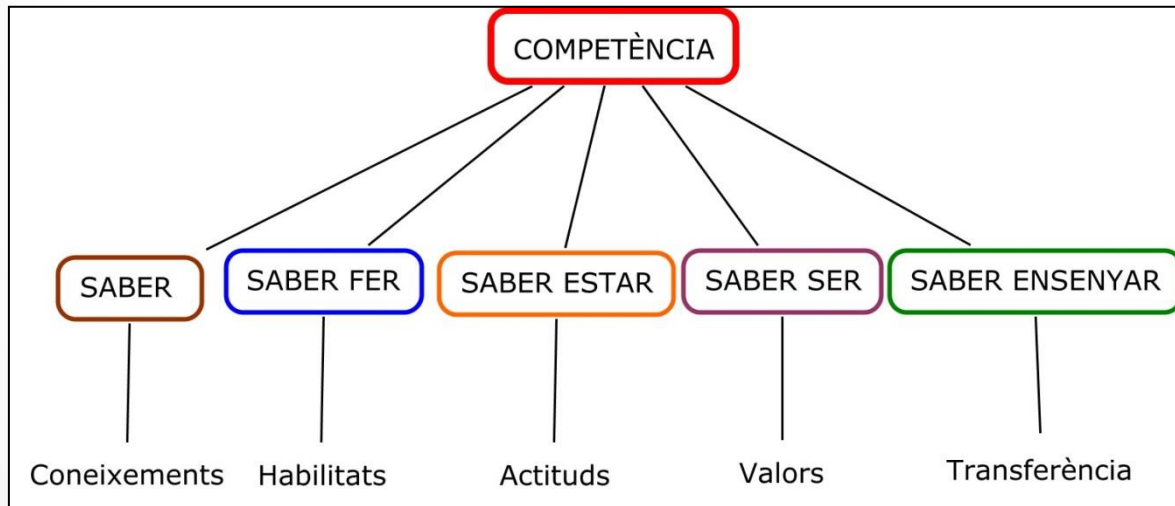 COMPETÈNCIA
SABER
SABER FER
SABER ESTAR
SABER SER
SABER ENSENYAR
Coneixements
Habilitats
Actituds
Valors
Transferència